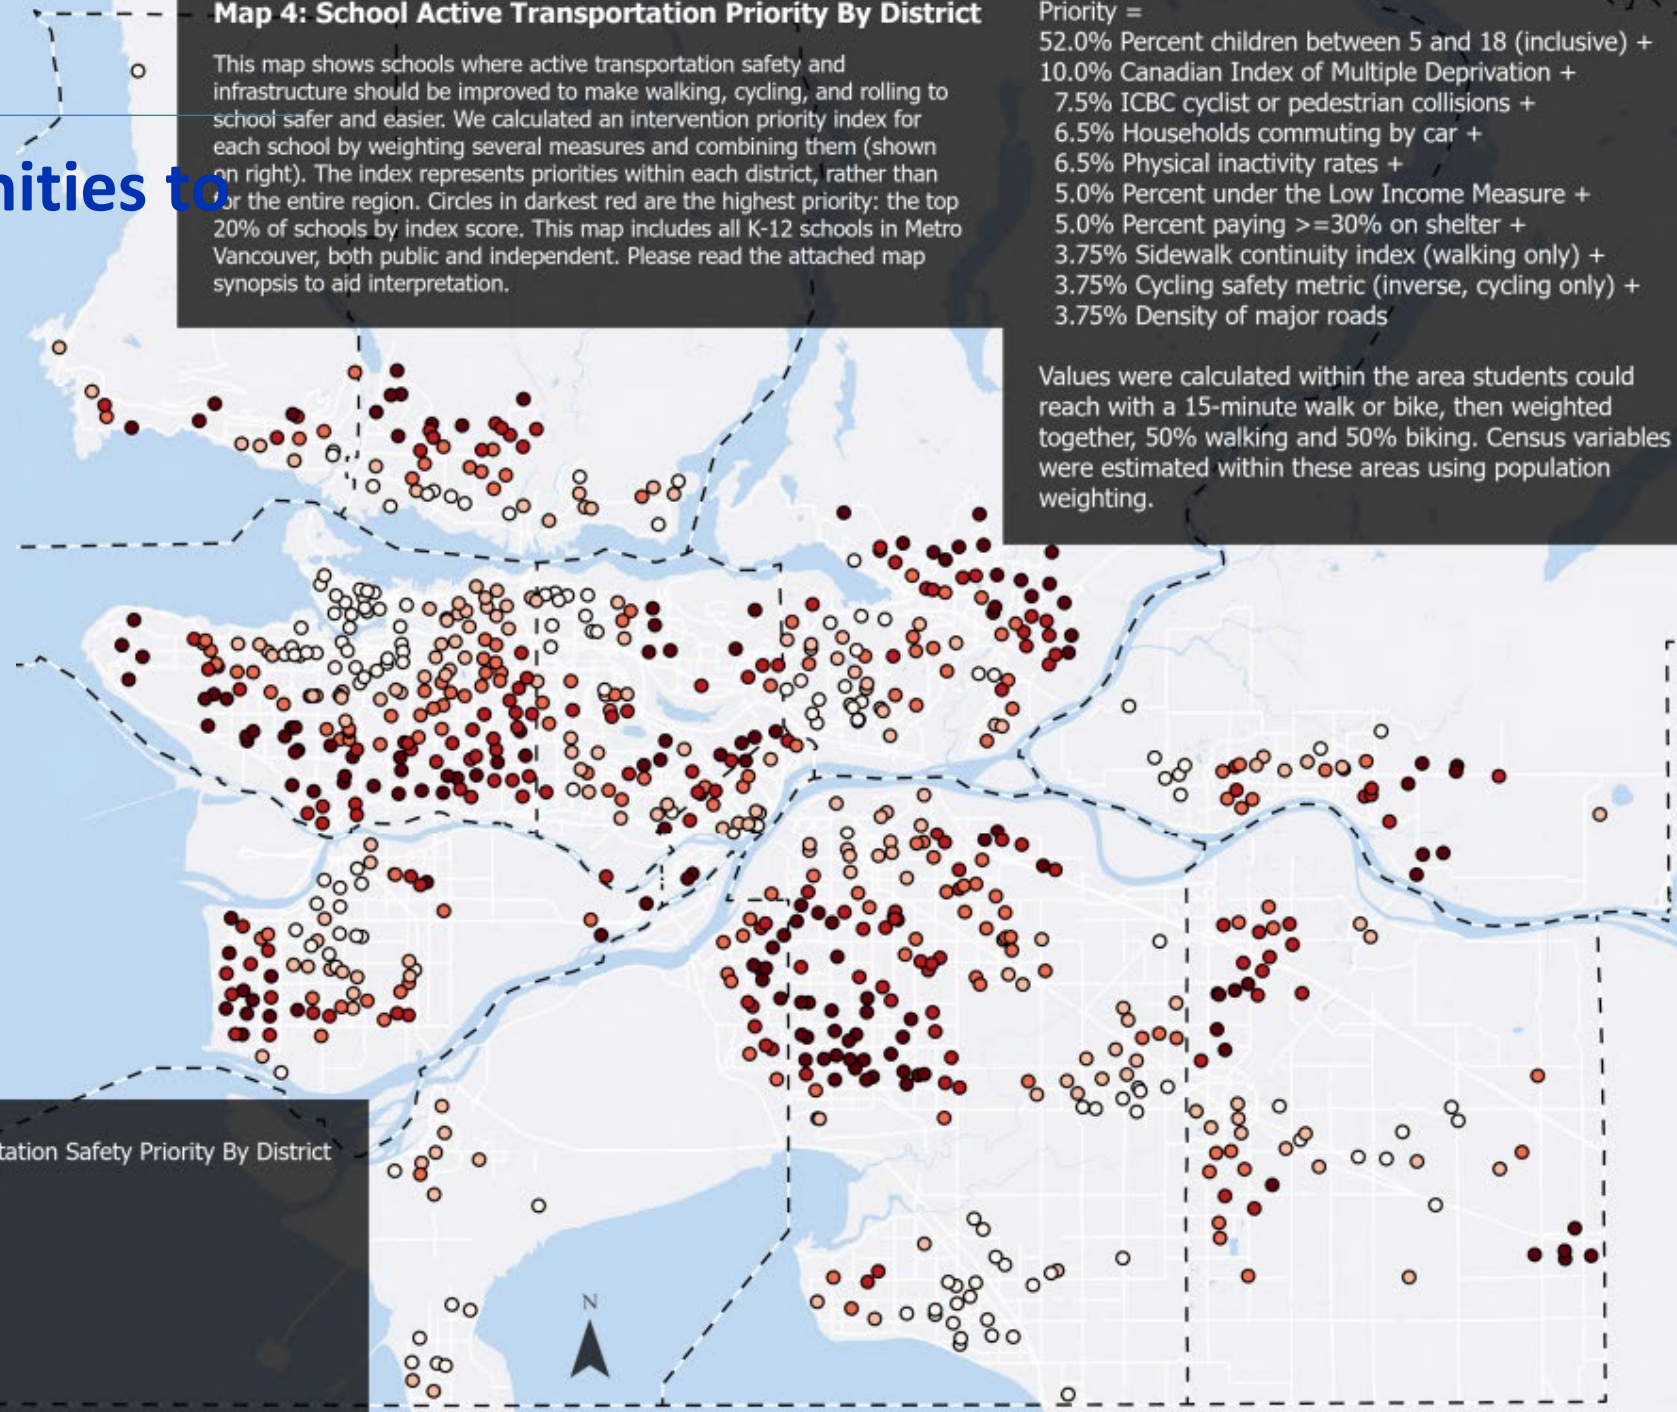 Map 4: School Active Transportation Priority By District
This map shows schools where active transportation safety and
infrastructure should be improved to make walking, cycling, and rolling to
school safer and easier. We calculated an intervention priority index for
each school by weighting several measures and combining them (shown
on right). The index represents priorities within each district, rather than
for the entire region. Circles in darkest red are the highest priority: the top
20% of schools by index score. This map includes all K-12 schools in Metro
Vancouver, both public and independent. Please read the attached map
synopsis to aid interpretation.
nities to
Priority =
52.0% Percent children between 5 and 18 (inclusive) +
10.0% Canadian Index of Multiple Deprivation +
7.5% ICBC cyclist or pedestrian collisions +
6.5% Households commuting by car +
6.5% Physical inactivity rates +
5.0% Percent under the Low Income Measure +
5.0% Percent paying >=30% on shelter +
3.75% Sidewalk continuity index (walking only) +
3.75% Cycling safety metric (inverse, cycling only) +
3.75% Density of major roads
Values were calculated within the area students could
reach with a 15-minute walk or bike, then weighted
together, 50% walking and 50% biking. Census variables
were estimated within these areas using population
weighting.
tation Safety Priority By District
N